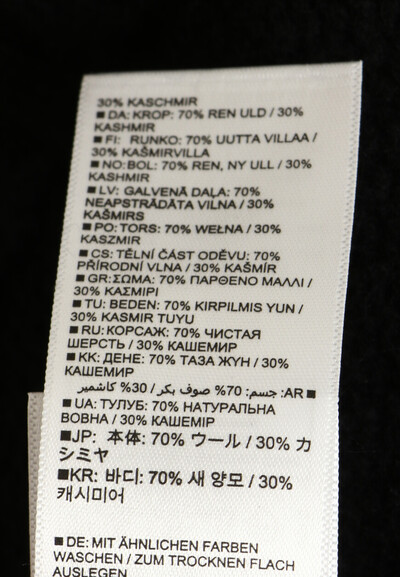 30% KASCHMIR
■ DA: KROP: 70% REN ULD / 30%
KASHMIR
■ FI: RUNKO: 70% UUTTA VILLAA /
30% KAŠMIRVILLA
■ NO: BOL: 70% REN, NY ULL / 30%
KASHMIR
■ LV: GALVENĀ DAĻA: 70%
NEAPSTRĀDĀTA VILNA / 30%
KAŠMIRS
■ PO: TORS: 70% WEŁNA / 30%
KASZMIR
■ CS: TĚLNÍ ČÁST ODĚVU: 70%
PŘÍRODNÍ VLNA / 30% KAŠMÍR
■ GR: ΣΩΜΑ: 70% ΠΑΡΘΕΝΟ ΜΑΛΛΙ /
30% ΚΑΣΜΙΡΙ
■ TU: BEDEN: 70% KIRPILMIS YUN /
30% KASMIR TUYU
■ RU: КОРСАЖ: 70% ЧИСТАЯ
ШЕРСТЬ / 30% КАШЕМИР
■ KK: ДЕНЕ: 70% ТАЗА ЖҮН / 30%
КАШЕМИР
■ AR: جسم: 70% صوف بكر / 30% كاشمير
■ UA: ТУЛУБ: 70% НАТУРАЛЬНА
ВОВНА / 30% КАШЕМІР
■JP: 本体: 70% ウール / 30% カ
シミヤ
■KR: 바디: 70% 새 양모 / 30%
캐시미어
■ DE: MIT ÄHNLICHEN FARBEN
WASCHEN / ZUM TROCKNEN FLACH
AUSLEGEN